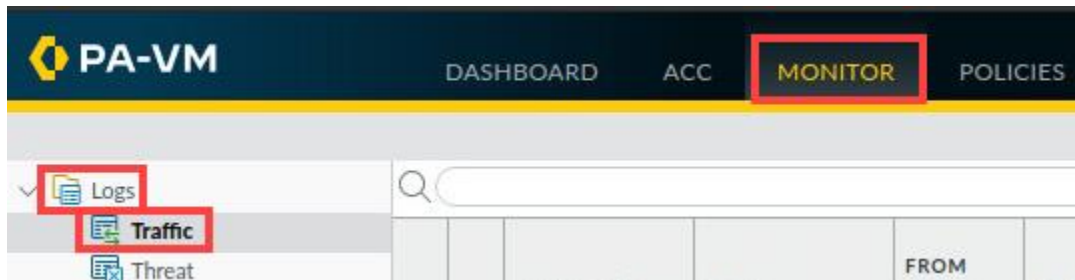 PA-VM
DASHBOARD ACC MONITOR POLICIES
Logs
Traffic
Threat
FROM